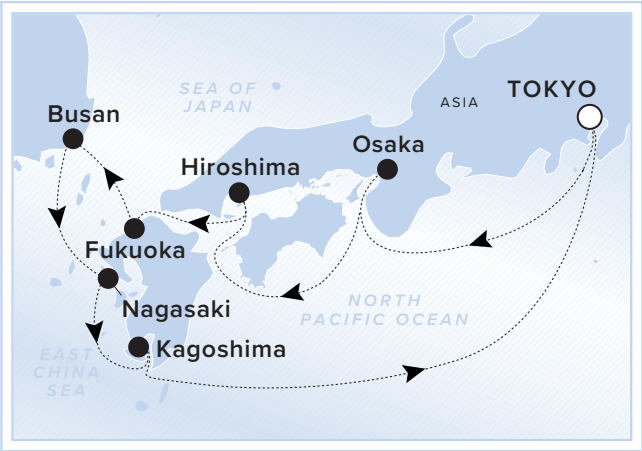 SEA OF
JAPAN
ASIA
TOKYO
Busan
Osaka
Hiroshima
Fukuoka
Nagasaki
NORTH
PACIFIC OCEAN
Kagoshima
EAST
CHINA
SEA